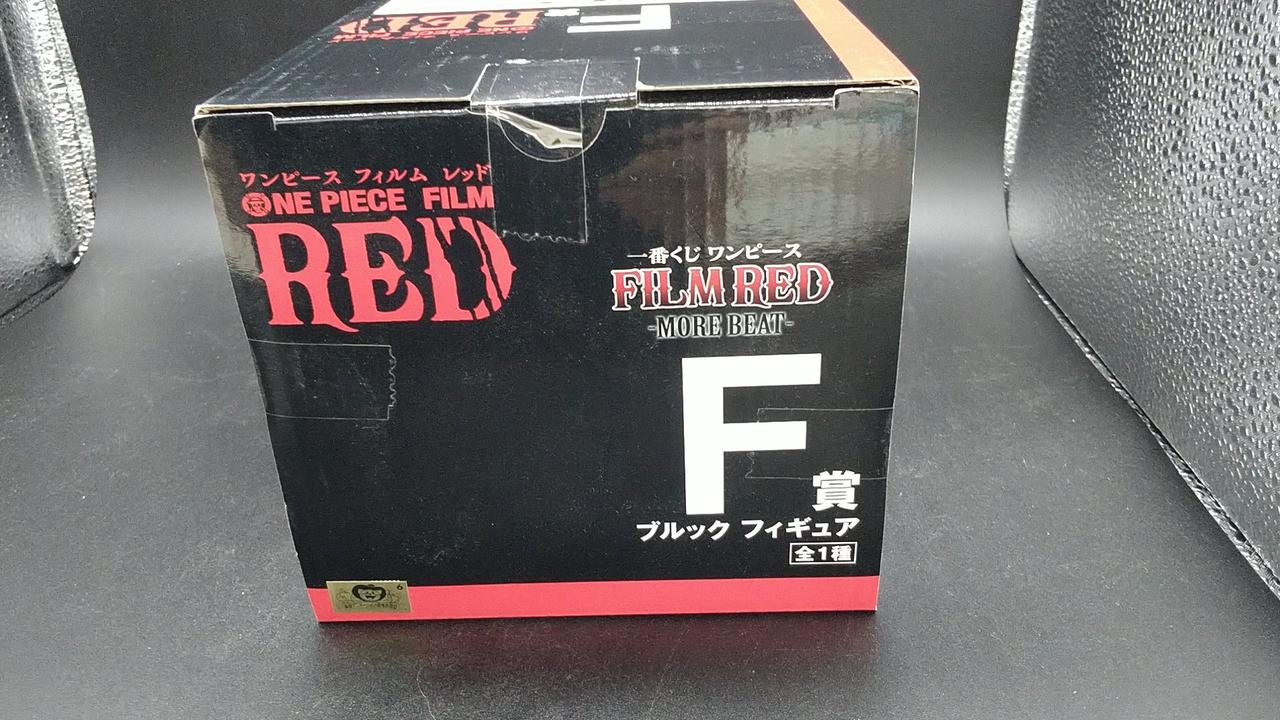 ワンピース フィルム レッド
ONE PIECE FILM
RED
一番くじ ワンピース
FILM RED
-MORE BEAT-
F
賞
ブルック フィギュア
全1種